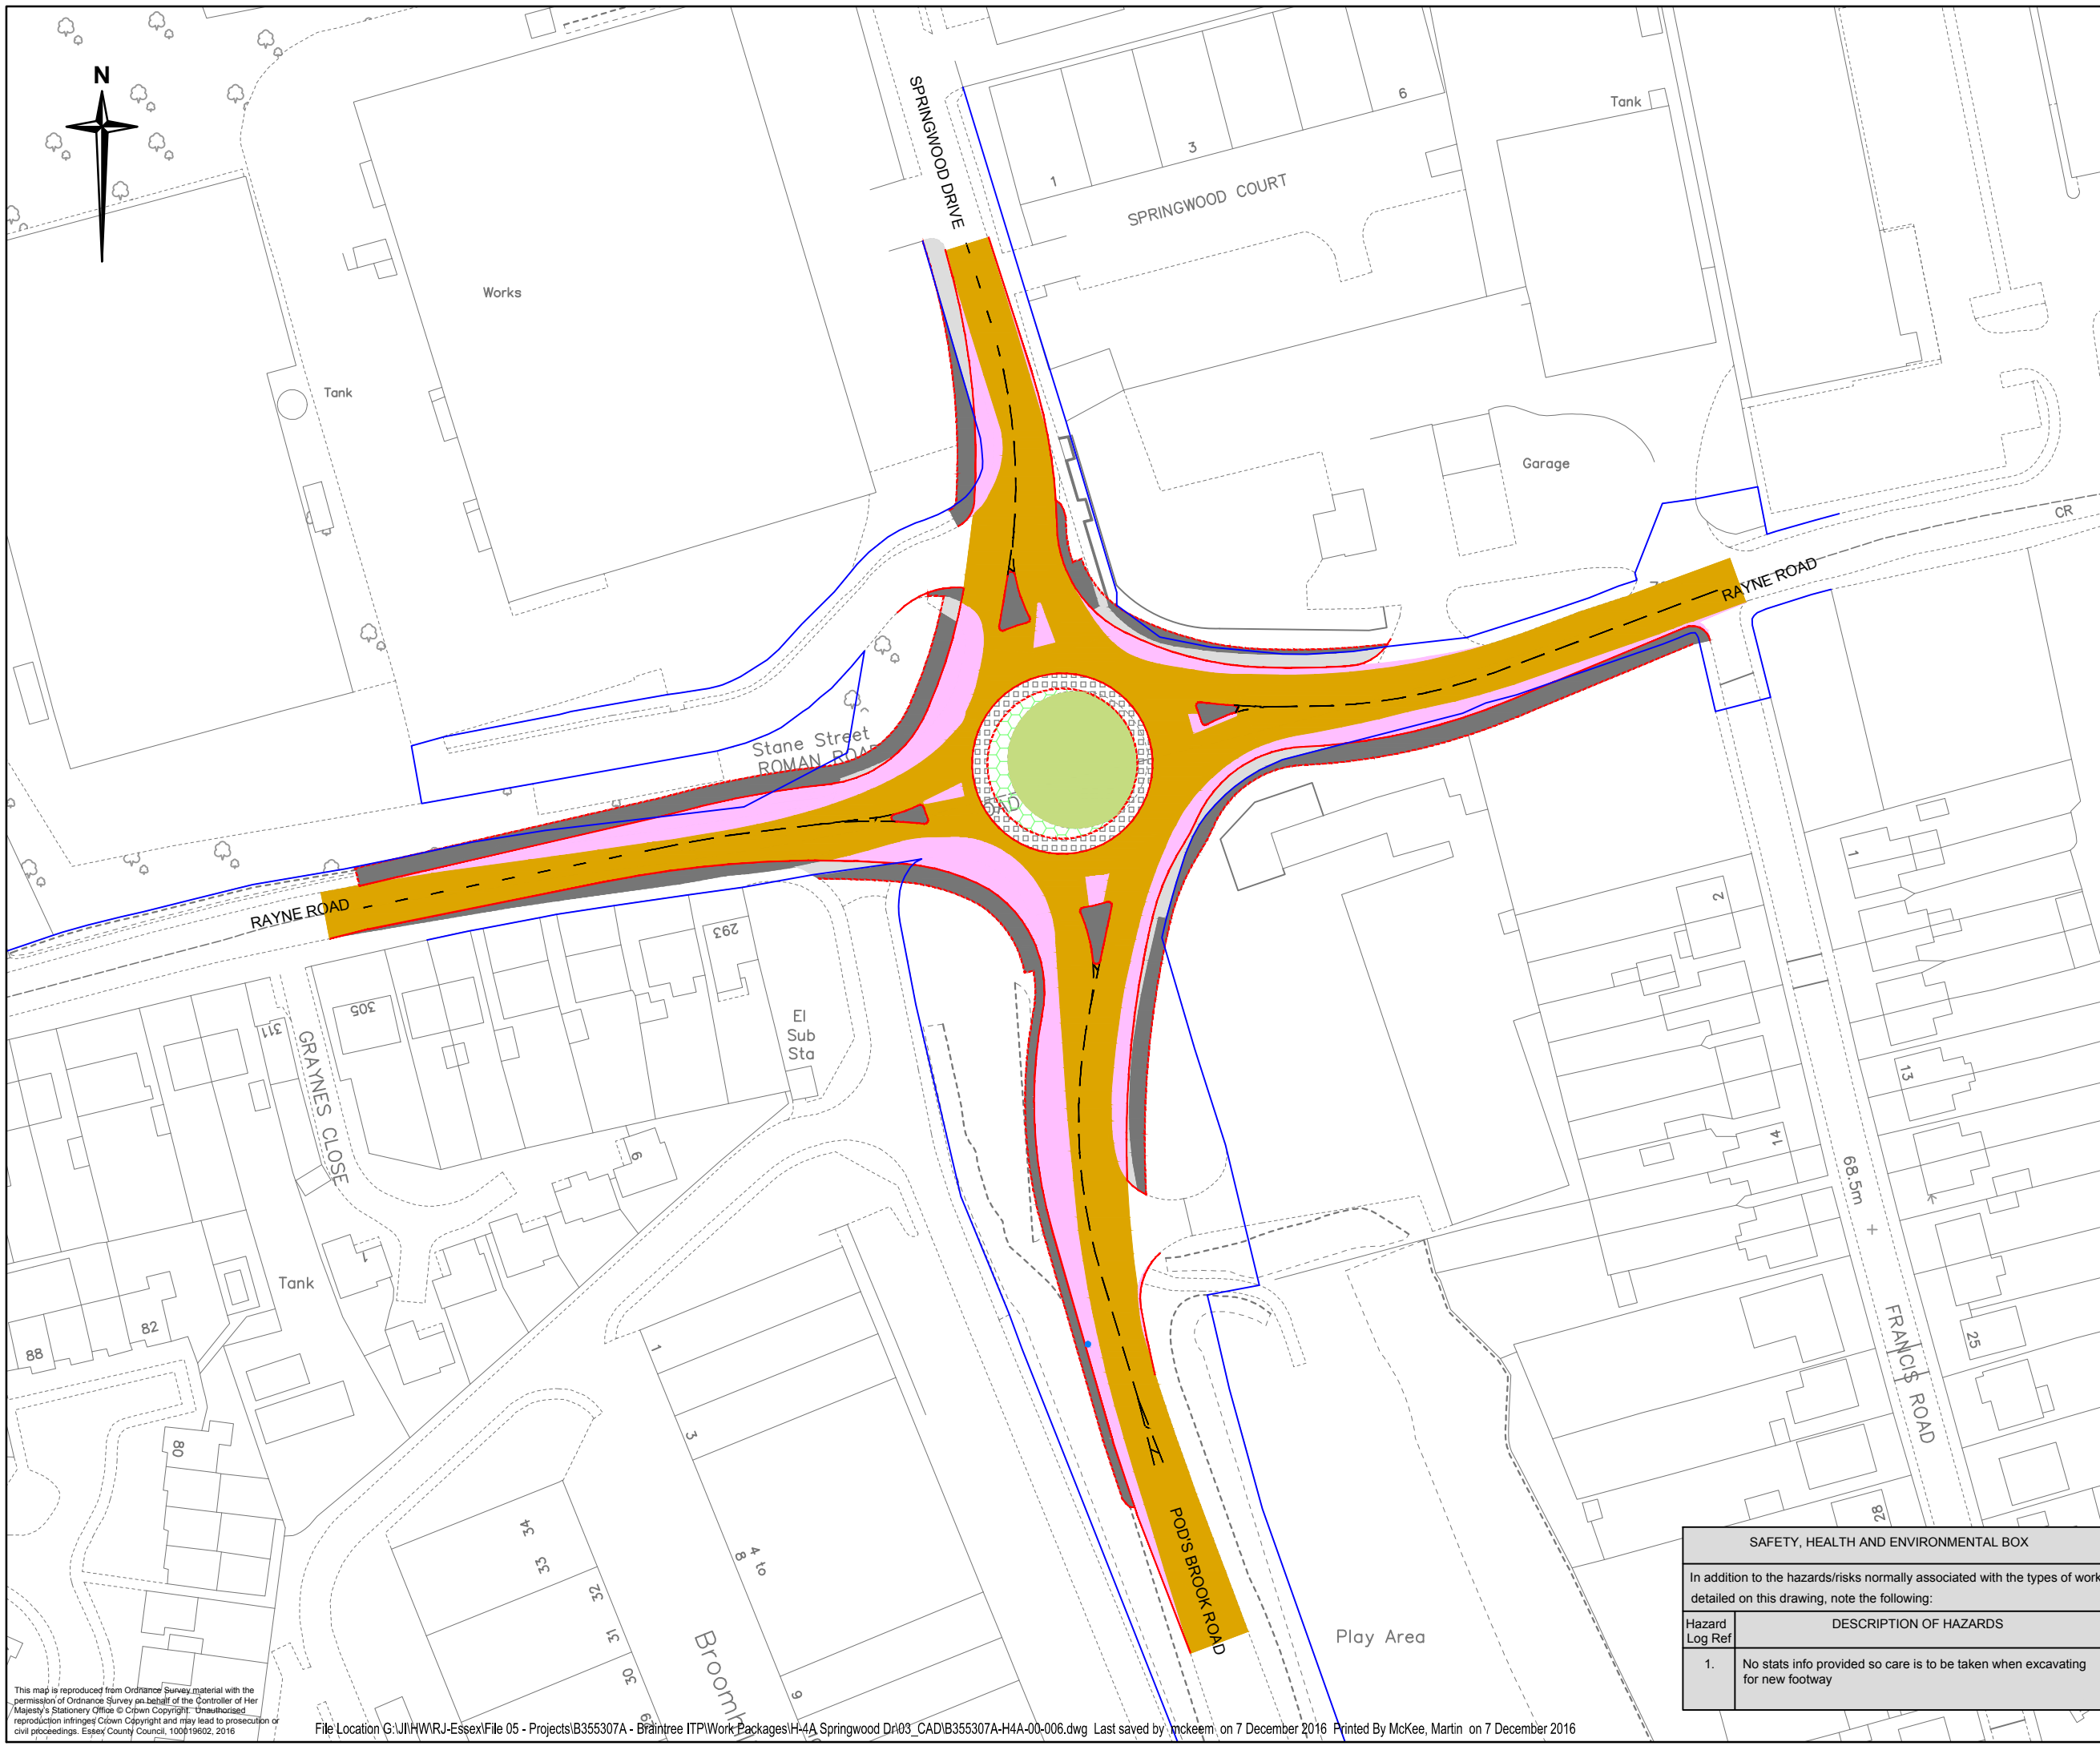 N
SPRINGWOOD DRIVE
1
3
6
SPRINGWOOD COURT
Tank
Works
Tank
Garage
CR
RAYNE ROAD
Stane Street
ROMAN ROAD
RAYNE ROAD
293
305
311
GRAYNES CLOSE
El
Sub
Sta
9
1
Tank
82
88
80
1
3
4 to
8
9
34
33
32
31
30
29
POD'S BROOK ROAD
Play Area
1
2
13
14
68.5m
FRANCIS ROAD
25
28
SAFETY, HEALTH AND ENVIRONMENTAL BOX
In addition to the hazards/risks normally associated with the types of work
detailed on this drawing, note the following:
Hazard
Log Ref
DESCRIPTION OF HAZARDS
1.
No stats info provided so care is to be taken when excavating
for new footway
This map is reproduced from Ordnance Survey material with the
permission of Ordnance Survey on behalf of the Controller of Her
Majesty's Stationery Office © Crown Copyright. Unauthorised
reproduction infringes Crown Copyright and may lead to prosecution or
civil proceedings. Essex County Council, 100019602, 2016
File Location G:\JI\HW\RJ-Essex\File 05 - Projects\B355307A - Braintree ITP\Work Packages\H-4A Springwood Dr\03_CAD\B355307A-H4A-00-006.dwg Last saved by mckeem on 7 December 2016 Printed By McKee, Martin on 7 December 2016